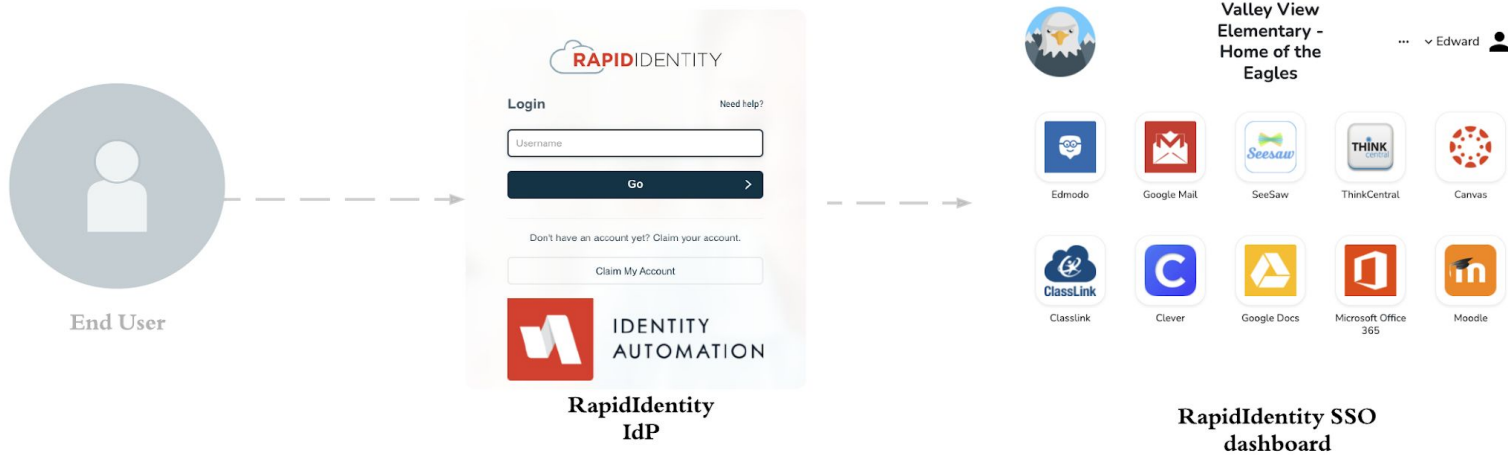 End User
RAPIDIDENTITY
Login
Need help?
Username
Go
Don't have an account yet? Claim your account.
Claim My Account
IDENTITY
AUTOMATION
RapidIdentity
IdP
Valley View
Elementary -
Home of the
Eagles
... Edward
Seesaw
THINK
central
Edmodo
Google Mail
SeeSaw
ThinkCentral
Canvas
ClassLink
C
m
Classlink
Clever
Google Docs
Microsoft Office
365
Moodle
RapidIdentity SSO
dashboard